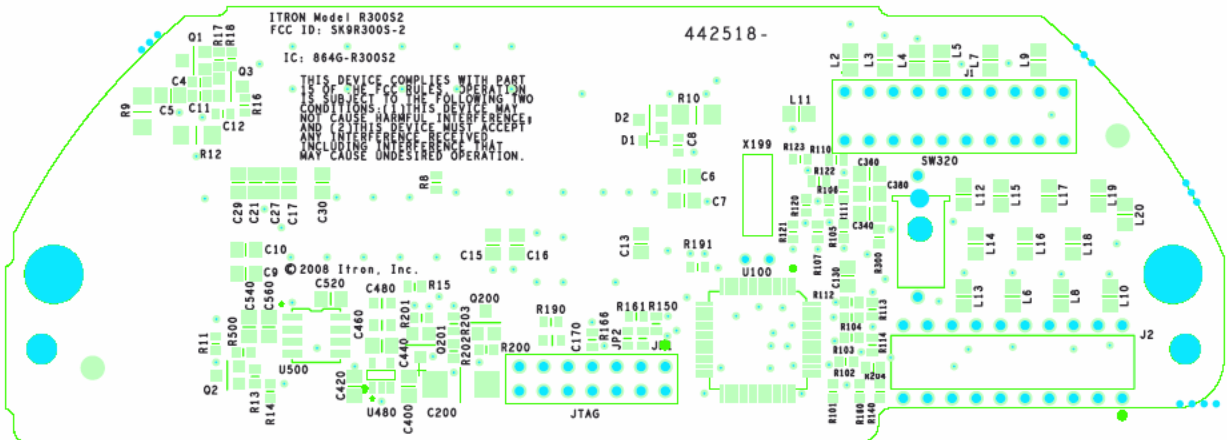 ITRON Model R300S2
FCC ID: SK9R300S-2
IC: 864G-R300S2
THIS DEVICE COMPLIES WITH PART
15 OF THE FCC RULES. OPERATION
IS SUBJECT TO THE FOLLOWING TWO
CONDITIONS:(1)THIS DEVICE MAY
NOT CAUSE HARMFUL INTERFERENCE,
AND (2)THIS DEVICE MUST ACCEPT
ANY INTERFERENCE RECEIVED,
INCLUDING INTERFERENCE THAT
MAY CAUSE UNDESIRED OPERATION.
442518-
Q1
R17
R18
Q3
C4
C5
C11
R9
R16
C12
R12
L2
L3
L4
L5
L7
L9
J1
D2
R10
D1
C8
L11
X199
R123
R110
R122
R106
C360
SW320
C380
C29
C21
C27
C17
C30
R8
C6
C7
R120
R111
C340
R121
R105
R107
R300
L12
L15
L17
L19
L20
C10
C9
C15
C16
C13
R191
L14
L16
L18
©2008 Itron, Inc.
R15
U100
C130
R112
C540
C560
C520
C480
C460
R201
Q200
R203
R202
Q201
C440
R190
C170
R166
R161
R150
JP2
R113
R104
R114
R103
R102
R204
L13
L6
L8
L10
J2
R11
R500
Q2
R13
R14
U500
C420
U480
C400
C200
R200
JTAG
R101
R180
R140